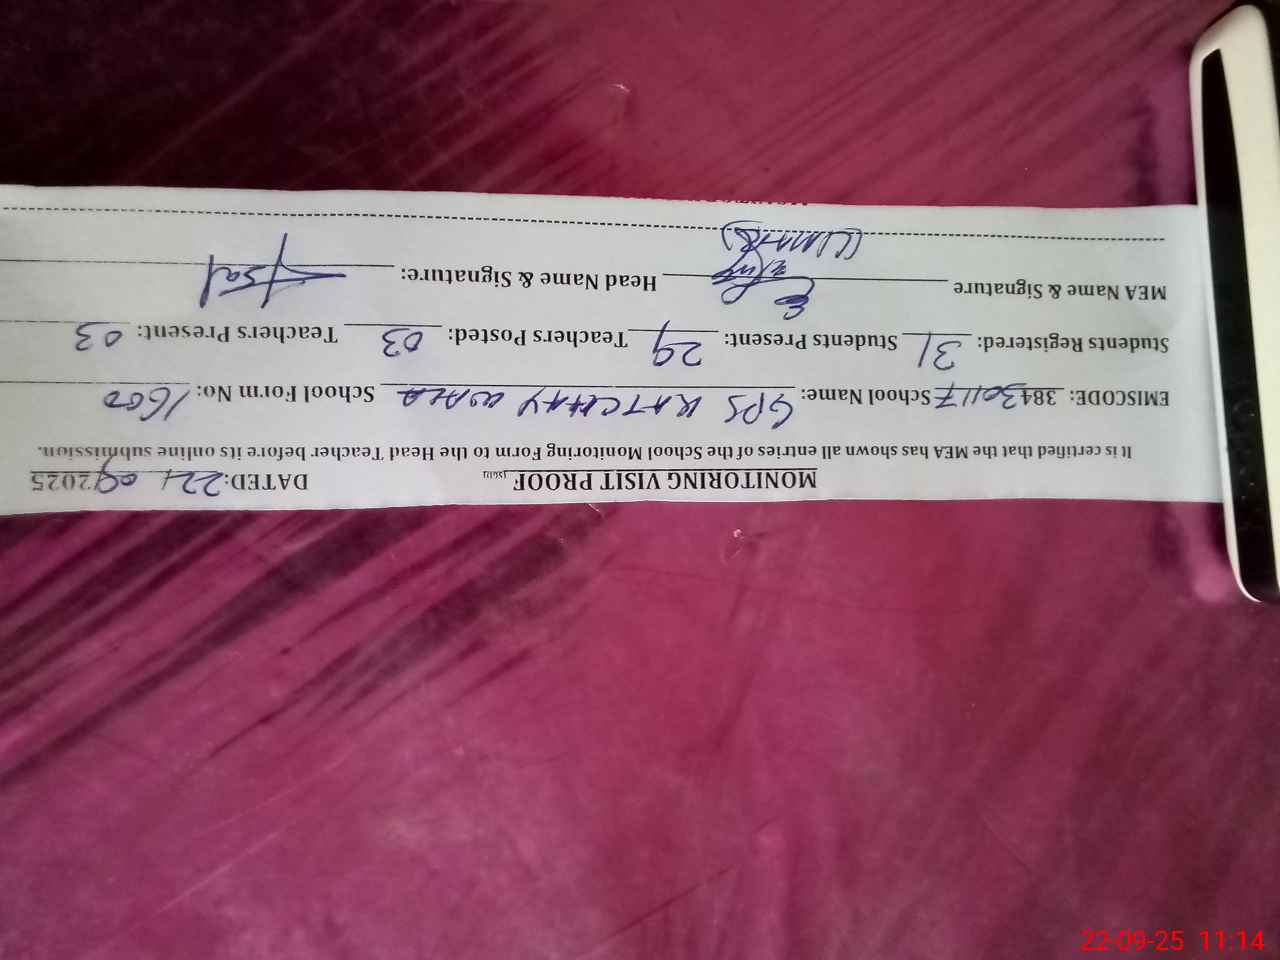 MONITORING VISIT PROOF DATED: 22/ 09 2025
It is certified that the MEA has shown all entries of the School Monitoring Form to the Head Teacher before its online submission.
EMISCODE: 38430117 School Name: GPS KATCHAY WALA School Form No: 1600
Students Registered: 31 Students Present: 29 Teachers Posted: 03 Teachers Present: 03
MEA Name & Signature Head Name & Signature:
22-09-25 11:14